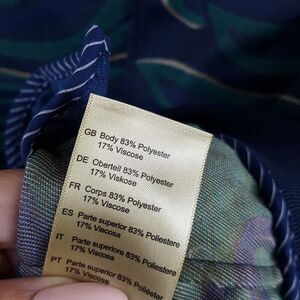 GB Body 83% Polyester
17% Viscose
DE Oberteil 83% Polyester
17% Viskose
FR Corps 83% Polyester
17% Viscose
ES Parte superior 83% Poliestere
17% Viscosa
IT Parte superiore 83% Poliestere
17% Viscosa
PT Parte superior 83% Poliéster
17% Viscose